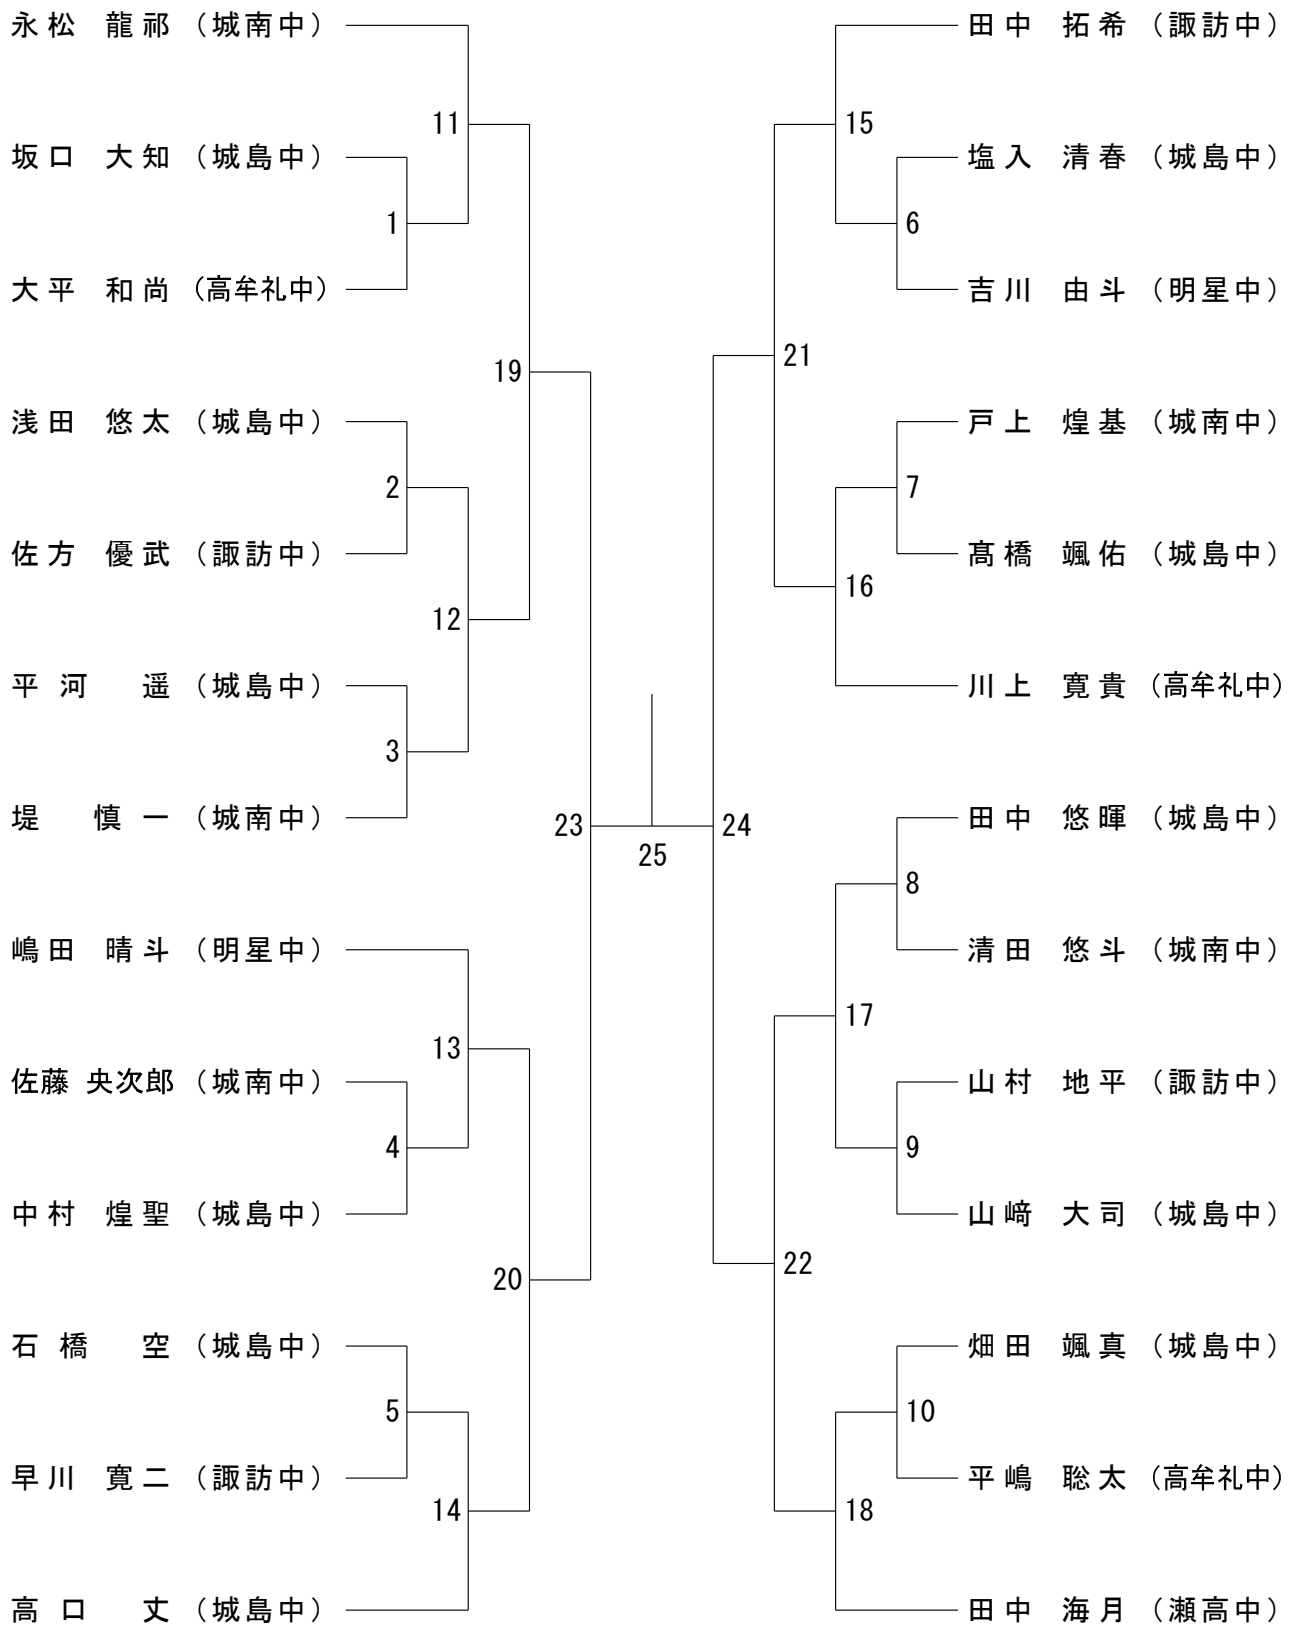 永松 龍祁 （城南中）
11
坂口 大知 （城島中）
1
大平 和尚 （高牟礼中）
19
浅田 悠太 （城島中）
2
佐方 優武 （諏訪中）
12
平河 遥 （城島中）
3
堤 慎一 （城南中）
23
嶋田 晴斗 （明星中）
13
佐藤 央次郎 （城南中）
4
中村 煌聖 （城島中）
20
石橋 空 （城島中）
5
早川 寛二 （諏訪中）
14
高口 丈 （城島中）
25
田中 拓希 （諏訪中）
15
塩入 清春 （城島中）
6
吉川 由斗 （明星中）
21
戸上 煌基 （城南中）
7
髙橋 颯佑 （城島中）
16
川上 寛貴 （高牟礼中）
24
田中 悠暉 （城島中）
8
清田 悠斗 （城南中）
17
山村 地平 （諏訪中）
9
山﨑 大司 （城島中）
22
畑田 颯真 （城島中）
10
平嶋 聡太 （高牟礼中）
18
田中 海月 （瀬高中）